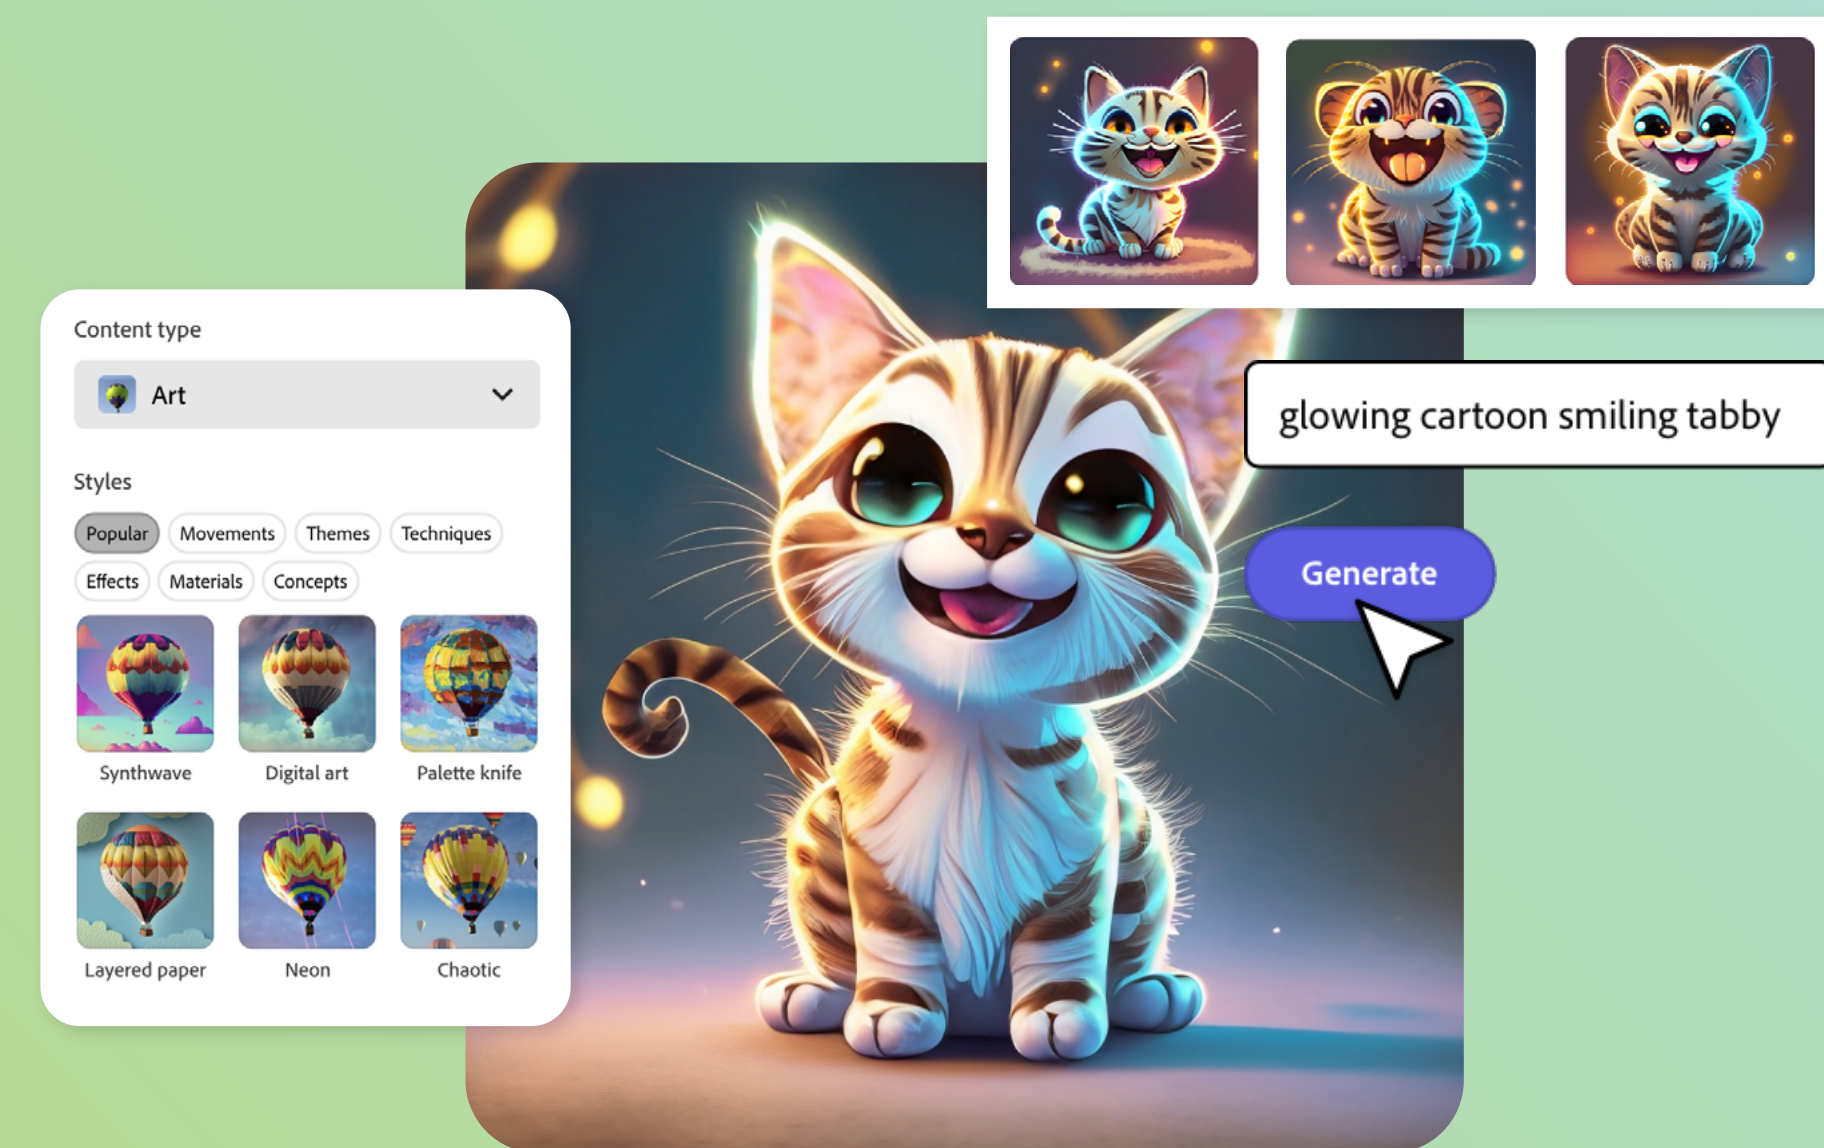 Content type
Art
Styles
Popular Movements Themes Techniques
Effects Materials Concepts
Synthwave Digital art Palette knife
Layered paper Neon Chaotic
glowing cartoon smiling tabby
Generate